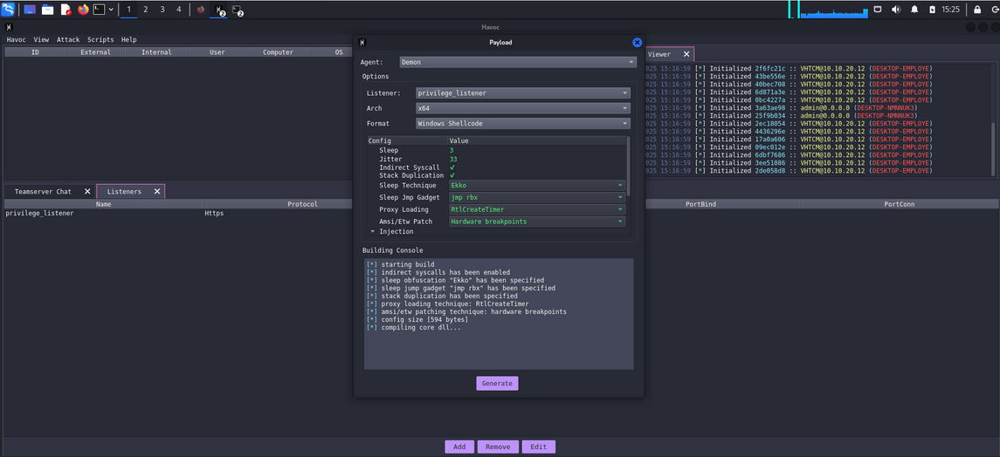 1 2 3 4 2 2 15:25
Havoc
Havoc View Attack Scripts Help
ID External Internal User Computer OS
Payload
Agent: Demon
Options
Listener: privilege_listener
Arch x64
Format Windows Shellcode
Config Value
Sleep 3
Jitter 33
Indirect Syscall ✓
Stack Duplication ✓
Sleep Technique Ekko
Sleep Jmp Gadget jmp rbx
Proxy Loading RtlCreateTimer
Amsi/Etw Patch Hardware breakpoints
Injection
Building Console
[*] starting build
[*] indirect syscalls has been enabled
[*] sleep obfuscation "Ekko" has been specified
[*] sleep jump gadget "jmp rbx" has been specified
[*] stack duplication has been specified
[*] proxy loading technique: RtlCreateTimer
[*] amsi/etw patching technique: hardware breakpoints
[*] config size [594 bytes]
[*] compiling core dll...
Generate
Viewer
025 15:16:59 [*] Initialized 2f6fc21c :: VHTCM@10.10.20.12 (DESKTOP-EMPLOYE)
025 15:16:59 [*] Initialized 43be556e :: VHTCM@10.10.20.12 (DESKTOP-EMPLOYE)
025 15:16:59 [*] Initialized 40bec708 :: VHTCM@10.10.20.12 (DESKTOP-EMPLOYE)
025 15:16:59 [*] Initialized 6d871a3e :: VHTCM@10.10.20.12 (DESKTOP-EMPLOYE)
025 15:16:59 [*] Initialized 0bc4227a :: VHTCM@10.10.20.12 (DESKTOP-EMPLOYE)
025 15:16:59 [*] Initialized 3a63ae98 :: admin@0.0.0.0 (DESKTOP-NMNNUK3)
025 15:16:59 [*] Initialized 25f9b034 :: admin@0.0.0.0 (DESKTOP-NMNNUK3)
025 15:16:59 [*] Initialized 2ec18054 :: VHTCM@10.10.20.12 (DESKTOP-EMPLOYE)
025 15:16:59 [*] Initialized 4436296e :: VHTCM@10.10.20.12 (DESKTOP-EMPLOYE)
025 15:16:59 [*] Initialized 17a0a606 :: VHTCM@10.10.20.12 (DESKTOP-EMPLOYE)
025 15:16:59 [*] Initialized 09ec012e :: VHTCM@10.10.20.12 (DESKTOP-EMPLOYE)
025 15:16:59 [*] Initialized 6dbf7686 :: VHTCM@10.10.20.12 (DESKTOP-EMPLOYE)
025 15:16:59 [*] Initialized 3ee51086 :: VHTCM@10.10.20.12 (DESKTOP-EMPLOYE)
025 15:16:59 [*] Initialized 2de058d8 :: VHTCM@10.10.20.12 (DESKTOP-EMPLOYE)
Teamserver Chat Listeners
Name Protocol PortBind PortConn
privilege_listener Https
Add Remove Edit